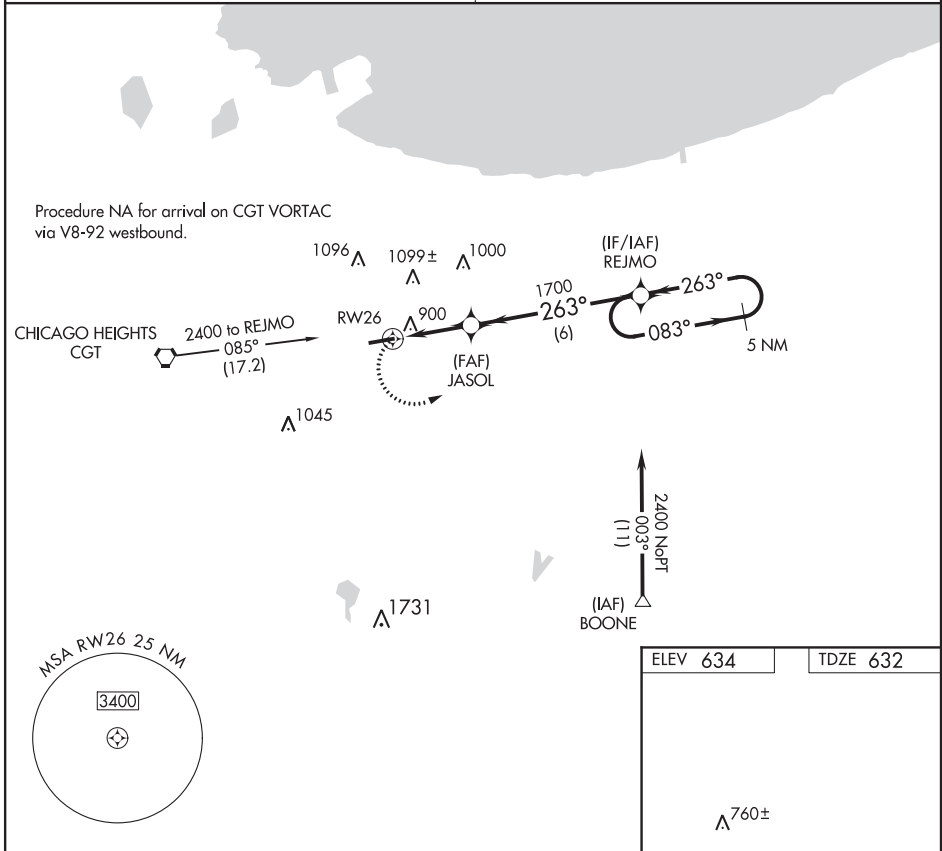 Procedure NA for arrival on CGT VORTAC
via V8-92 westbound.
1096
1099±
1000
(IF/IAF)
REJMO
1700
263°
(6)
263°
083°
5 NM
RW26
900
CHICAGO HEIGHTS
CGT
2400 to REJMO
085°
(17.2)
(FAF)
JASOL
1045
2400 NoPT
003°
(11)
1731
(IAF)
BOONE
MSA RW26 25 NM
3400
ELEV 634
TDZE 632
760±